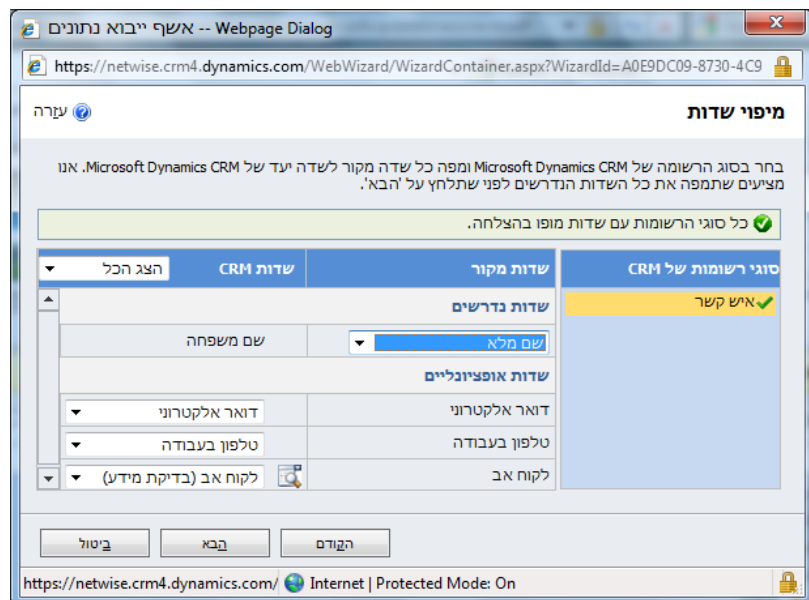 אשף ייבוא נתונים -- Webpage Dialog
https://netwise.crm4.dynamics.com/WebWizard/WizardContainer.aspx?WizardId=A0E9DC09-8730-4C9
מיפוי שדות
עזרה
בחר בסוג הרשומה של Microsoft Dynamics CRM ומפה כל שדה מקור לשדה יעד של Microsoft Dynamics CRM. אנו
מציעים שתמפה את כל השדות הנדרשים לפני שתלחץ על 'הבא'.
כל סוגי הרשומות עם שדות מופו בהצלחה.
סוגי רשומות של CRM שדות מקור שדות CRM הצג הכל
איש קשר
שדות נדרשים
שם מלא שם משפחה
שדות אופציונליים
דואר אלקטרוני דואר אלקטרוני
טלפון בעבודה טלפון בעבודה
לקוח אב לקוח אב (בדיקת מידע)
הקודם הבא ביטול
https://netwise.crm4.dynamics.com/ Internet | Protected Mode: On